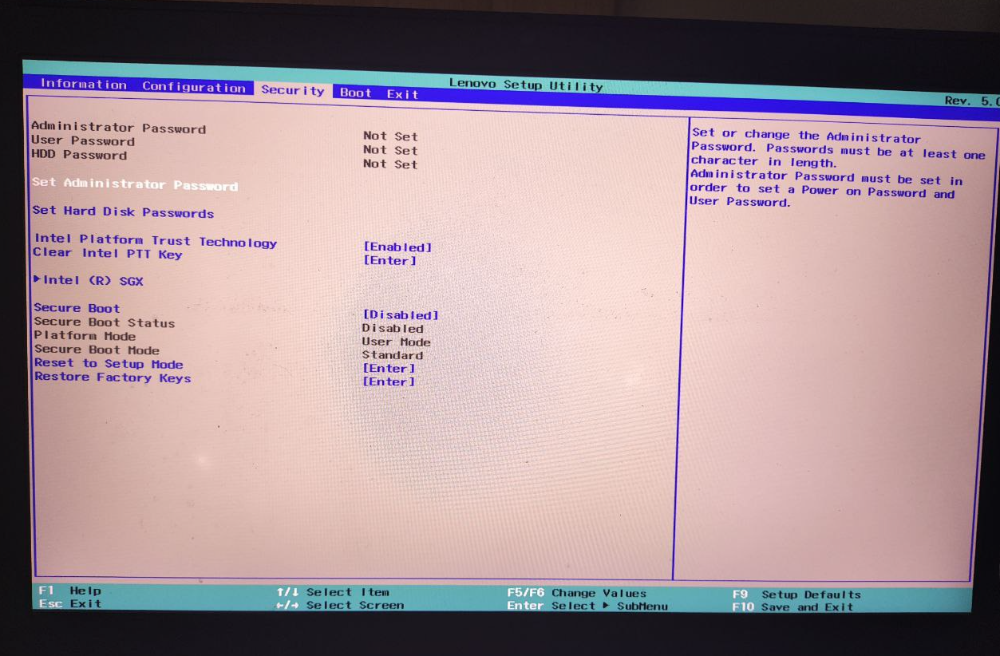 Lenovo Setup Utility
Rev. 5.
Information Configuration Security Boot Exit
Administrator Password Not Set
User Password Not Set
HDD Password Not Set
Set Administrator Password
Set Hard Disk Passwords
Intel Platform Trust Technology [Enabled]
Clear Intel PTT Key [Enter]
▶Intel (R) SGX
Secure Boot [Disabled]
Secure Boot Status Disabled
Platform Mode User Mode
Secure Boot Mode Standard
Reset to Setup Mode [Enter]
Restore Factory Keys [Enter]
Set or change the Administrator
Password. Passwords must be at least one
character in length.
Administrator Password must be set in
order to set a Power on Password and
User Password.
F1 Help ↑/↓ Select Item F5/F6 Change Values F9 Setup Defaults
Esc Exit ←/→ Select Screen Enter Select ▶ SubMenu F10 Save and Exit